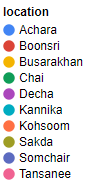 location
Achara
Boonsri
Busarakhan
Chai
Decha
Kannika
Kohsoom
Sakda
Somchair
Tansanee